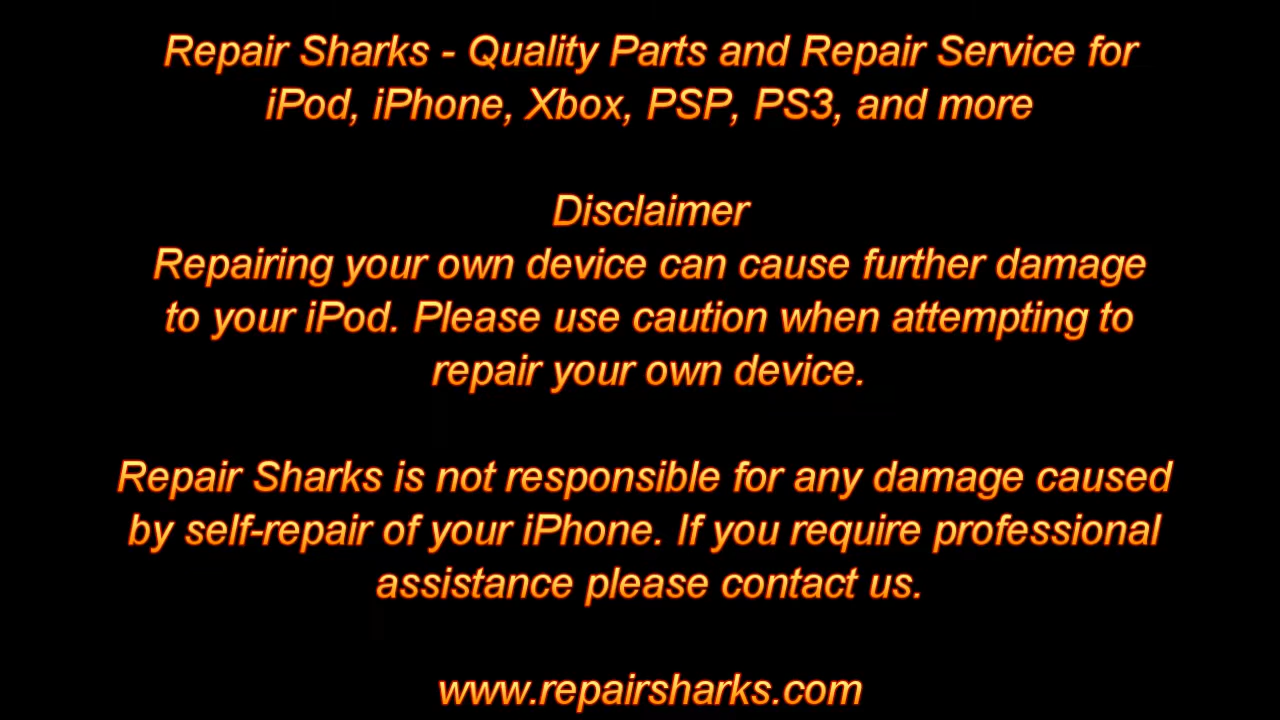 Repair Sharks - Quality Parts and Repair Service for
iPod, iPhone, Xbox, PSP, PS3, and more
Disclaimer
Repairing your own device can cause further damage
to your iPod. Please use caution when attempting to
repair your own device.
Repair Sharks is not responsible for any damage caused
by self-repair of your iPhone. If you require professional
assistance please contact us.
www.repairsharks.com